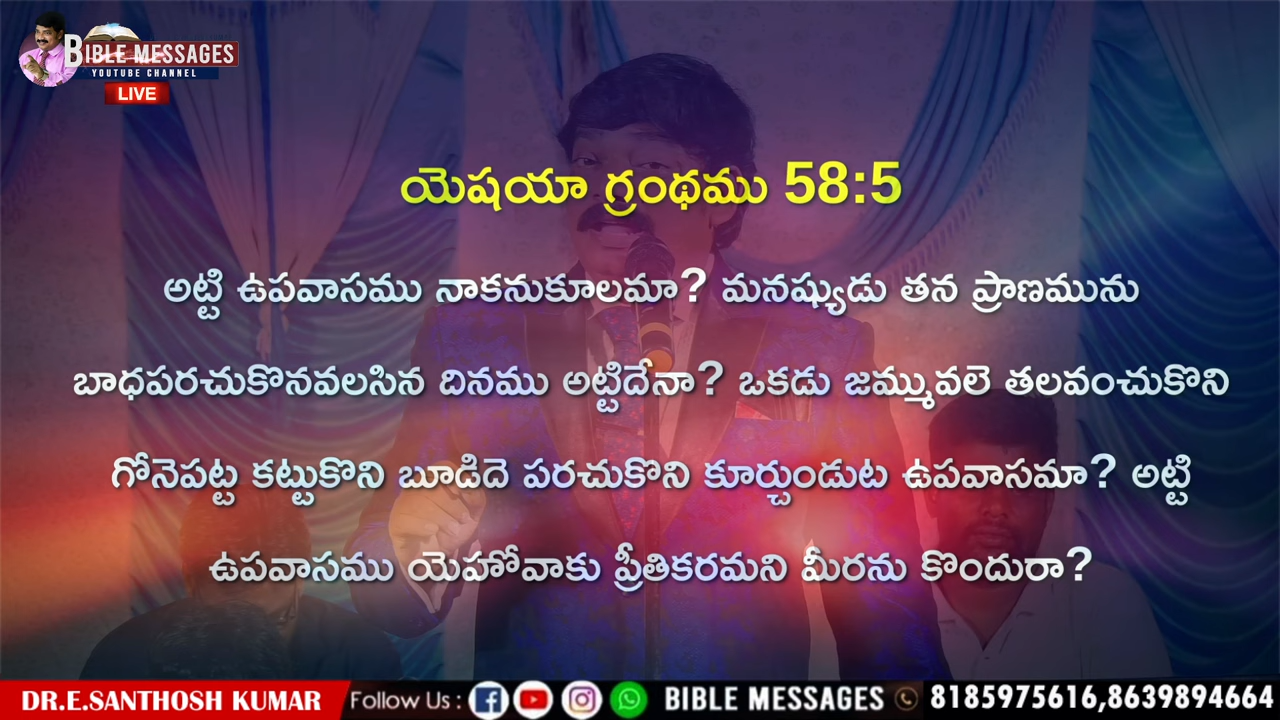 BIBLE MESSAGES
YOUTUBE CHANNEL
LIVE
యెషయా గ్రంథము 58:5
అట్టి ఉపవాసము నాకనుకూలమా? మనష్యుడు తన ప్రాణమును
బాధపరచుకొనవలసిన దినము అట్టిదేనా? ఒకడు జమ్మువలె తలవంచుకొని
గోనెపట్ట కట్టుకొని బూడిదె పరచుకొని కూర్చుండుట ఉపవాసమా? అట్టి
ఉపవాసము యెహోవాకు ప్రీతికరమని మీరను కొందురా?
DR.E.SANTHOSH KUMAR Follow Us : BIBLE MESSAGES 8185975616,8639894664